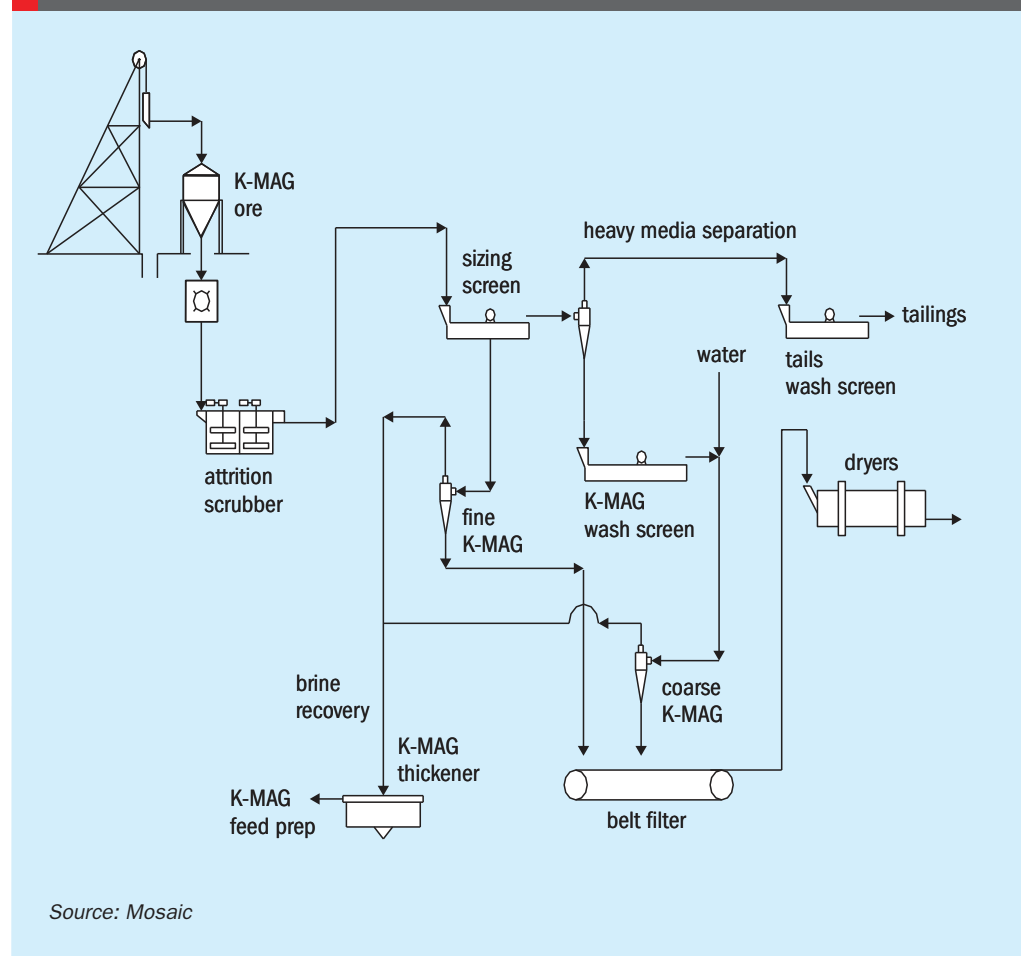 K-MAG
ore
heavy media separation
sizing
screen
tailings
water
tails
wash screen
attrition
scrubber
dryers
K-MAG
wash screen
fine
K-MAG
brine
recovery
coarse
K-MAG
K-MAG
thickener
K-MAG
feed prep
belt filter
Source: Mosaic